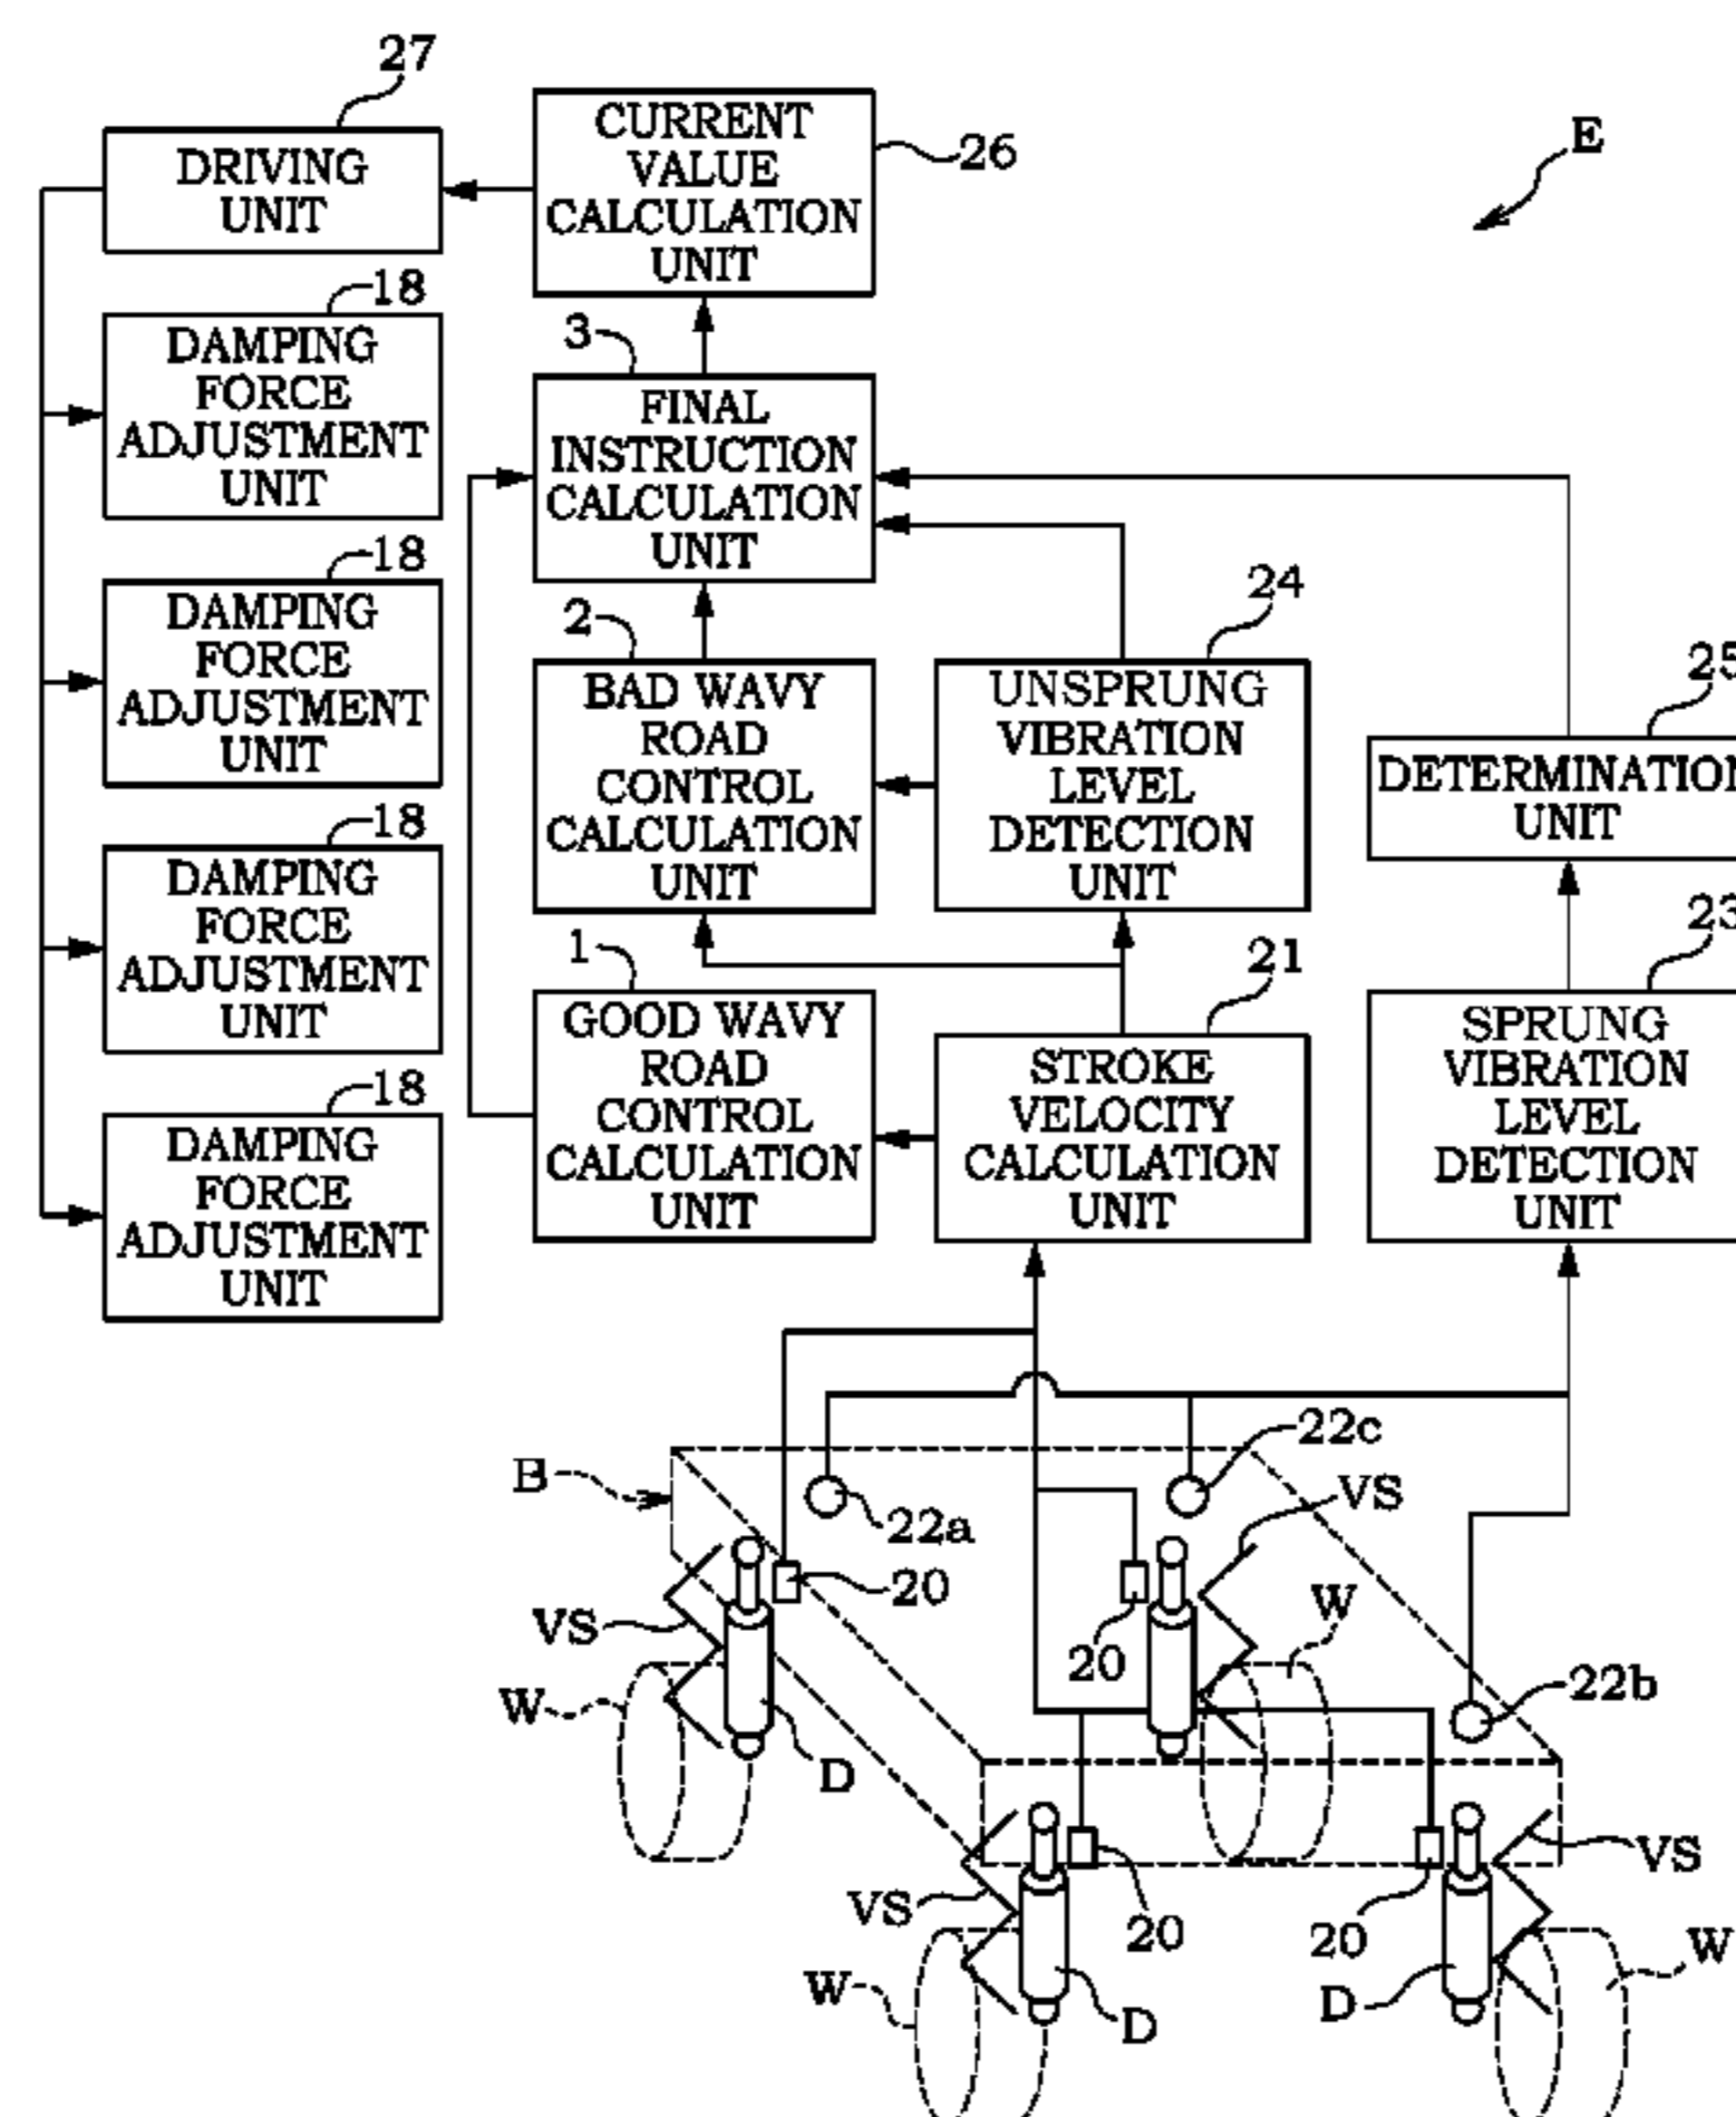 27
DRIVING
UNIT
CURRENT
VALUE
CALCULATION
UNIT
26
E
18
DAMPING
FORCE
ADJUSTMENT
UNIT
3
FINAL
INSTRUCTION
CALCULATION
UNIT
18
DAMPING
FORCE
ADJUSTMENT
UNIT
2
BAD WAVY
ROAD
CONTROL
CALCULATION
UNIT
24
UNSPRUNG
VIBRATION
LEVEL
DETECTION
UNIT
25
DETERMINATION
UNIT
18
DAMPING
FORCE
ADJUSTMENT
UNIT
1
GOOD WAVY
ROAD
CONTROL
CALCULATION
UNIT
21
STROKE
VELOCITY
CALCULATION
UNIT
23
SPRUNG
VIBRATION
LEVEL
DETECTION
UNIT
18
DAMPING
FORCE
ADJUSTMENT
UNIT
B
22a
22c
VS
20
VS
W
20
W
22b
W
D
VS
20
20
VS
D
W
D
W